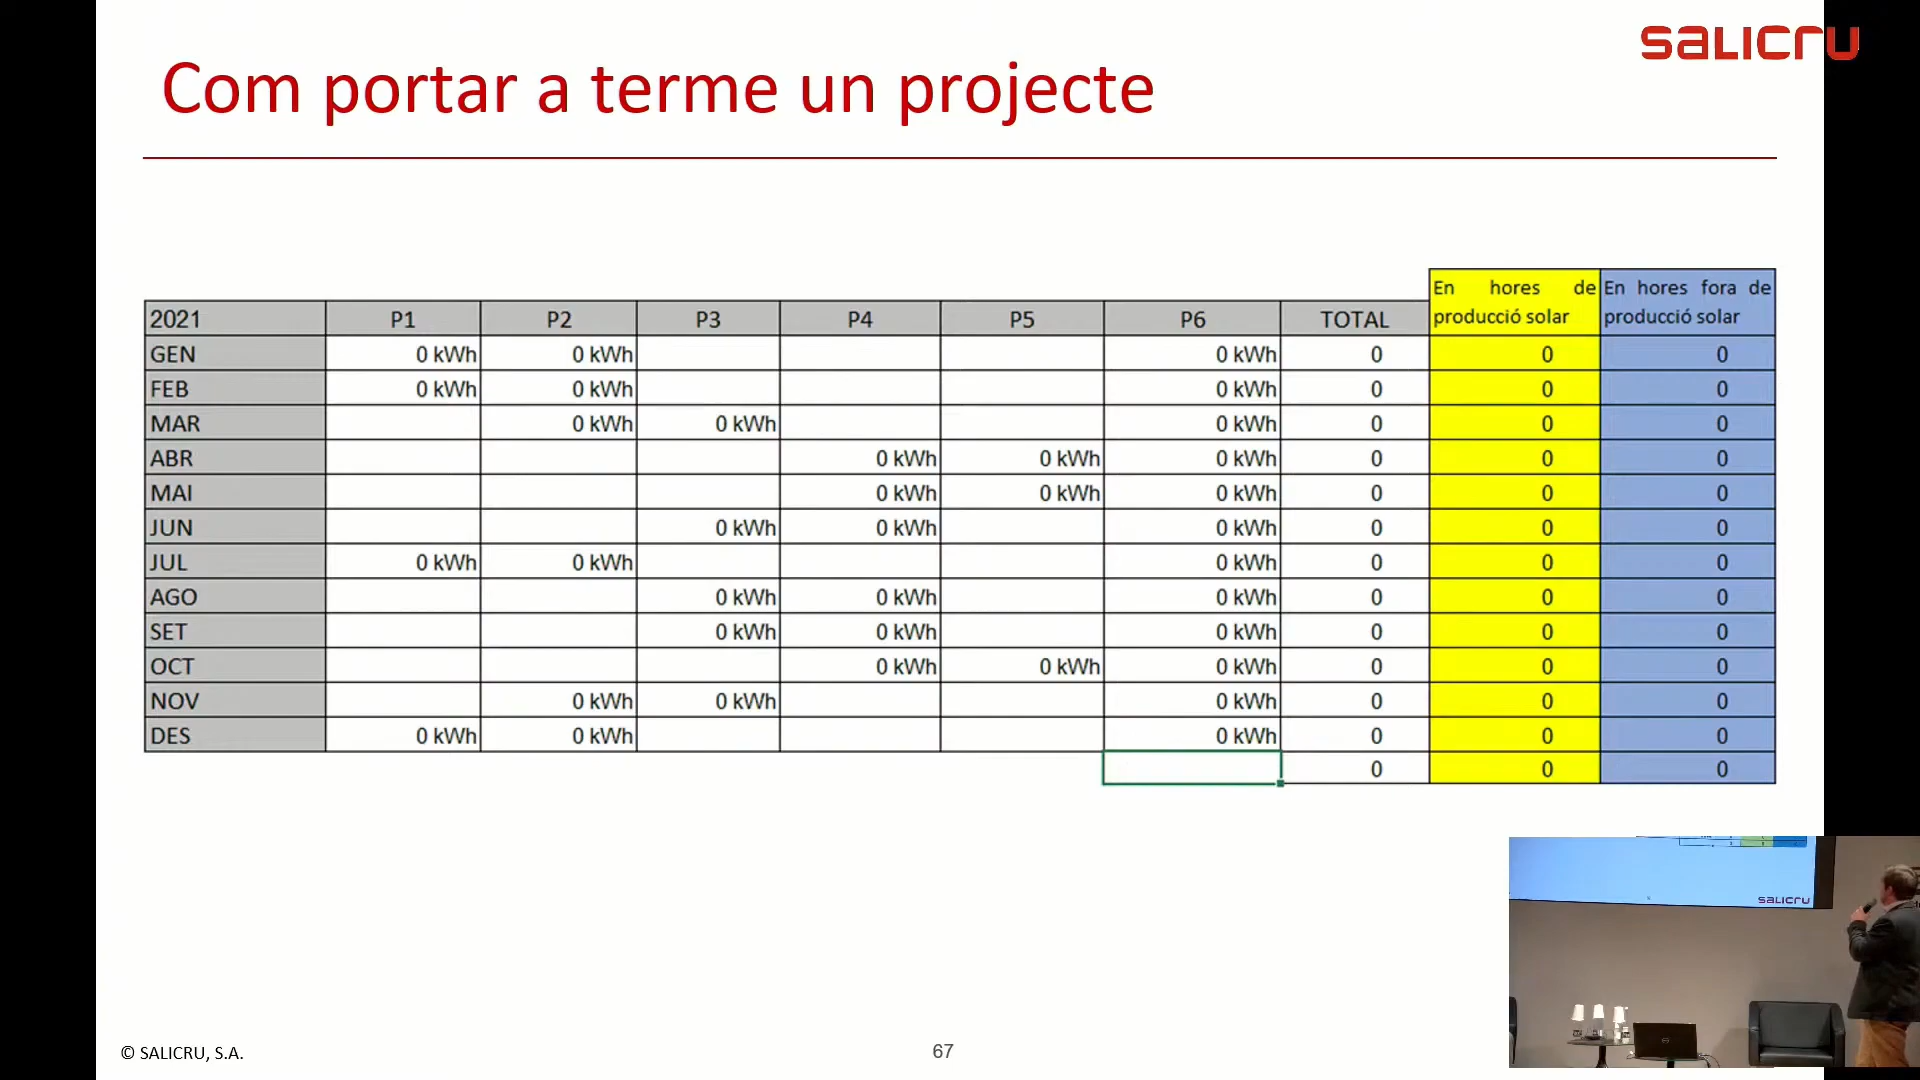 SALICRU
Com portar a terme un projecte
En hores de producció solar
En hores fora de producció solar
2021 P1 P2 P3 P4 P5 P6 TOTAL
GEN 0 kWh 0 kWh 0 kWh 0 0 0
FEB 0 kWh 0 kWh 0 kWh 0 0 0
MAR 0 kWh 0 kWh 0 kWh 0 0 0
ABR 0 kWh 0 kWh 0 kWh 0 0 0
MAI 0 kWh 0 kWh 0 kWh 0 0 0
JUN 0 kWh 0 kWh 0 kWh 0 0 0
JUL 0 kWh 0 kWh 0 kWh 0 0 0
AGO 0 kWh 0 kWh 0 kWh 0 0 0
SET 0 kWh 0 kWh 0 kWh 0 0 0
OCT 0 kWh 0 kWh 0 kWh 0 0 0
NOV 0 kWh 0 kWh 0 kWh 0 0 0
DES 0 kWh 0 kWh 0 kWh 0 0 0
0 0 0
SALICRU
© SALICRU, S.A.
67